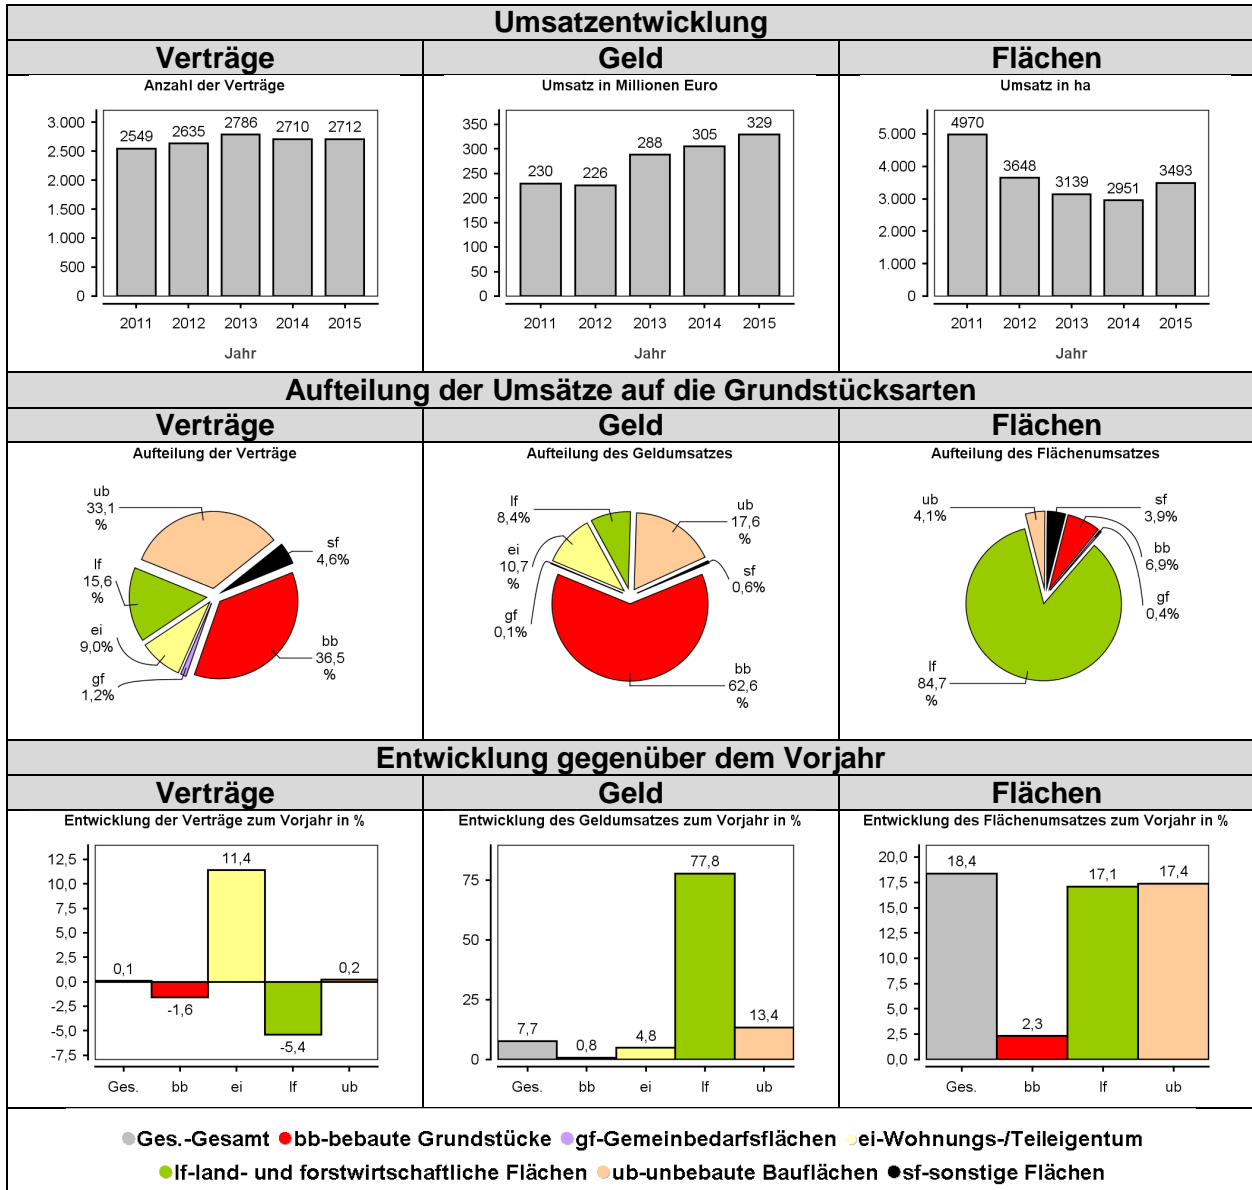 Umsatzentwicklung
Verträge
Geld
Flächen
Anzahl der Verträge
3.000
2.500
2.000
1.500
1.000
500
0
2549
2635
2786
2710
2712
2011
2012
2013
2014
2015
Jahr
Umsatz in Millionen Euro
350
300
250
200
150
100
50
0
230
226
288
305
329
2011
2012
2013
2014
2015
Jahr
Umsatz in ha
5.000
4.000
3.000
2.000
1.000
0
4970
3648
3139
2951
3493
2011
2012
2013
2014
2015
Jahr
Aufteilung der Umsätze auf die Grundstücksarten
Verträge
Geld
Flächen
Aufteilung der Verträge
ub
33,1
%
sf
4,6%
lf
15,6
%
ei
9,0%
gf
1,2%
bb
36,5
%
Aufteilung des Geldumsatzes
lf
8,4%
ub
17,6
%
ei
10,7
%
sf
0,6%
gf
0,1%
bb
62,6
%
Aufteilung des Flächenumsatzes
ub
4,1%
sf
3,9%
bb
6,9%
gf
0,4%
lf
84,7
%
Entwicklung gegenüber dem Vorjahr
Verträge
Geld
Flächen
Entwicklung der Verträge zum Vorjahr in %
12,5
10,0
7,5
5,0
2,5
0,0
-2,5
-5,0
-7,5
0,1
-1,6
11,4
-5,4
0,2
Ges.
bb
ei
lf
ub
Entwicklung des Geldumsatzes zum Vorjahr in %
75
50
25
0
7,7
0,8
4,8
77,8
13,4
Ges.
bb
ei
lf
ub
Entwicklung des Flächenumsatzes zum Vorjahr in %
20,0
17,5
15,0
12,5
10,0
7,5
5,0
2,5
0,0
18,4
2,3
17,1
17,4
Ges.
bb
lf
ub
Ges.-Gesamt bb-bebaute Grundstücke gf-Gemeinbedarfsflächen ei-Wohnungs-/Teileigentum
lf-land- und forstwirtschaftliche Flächen ub-unbebaute Bauflächen sf-sonstige Flächen